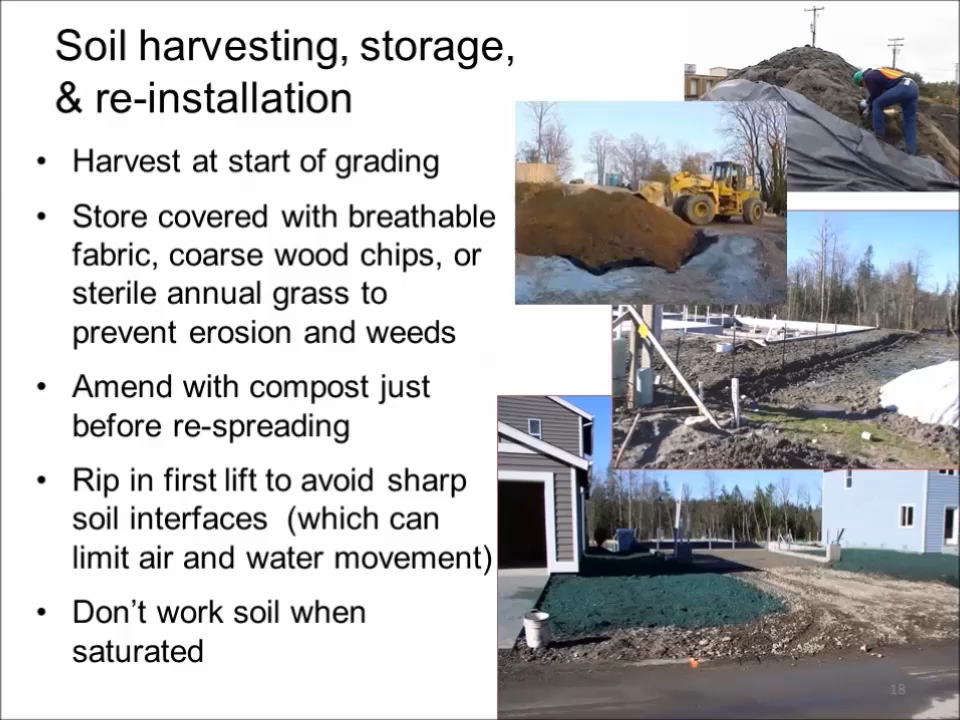 Soil harvesting, storage,
& re-installation
• Harvest at start of grading
• Store covered with breathable
fabric, coarse wood chips, or
sterile annual grass to
prevent erosion and weeds
• Amend with compost just
before re-spreading
• Rip in first lift to avoid sharp
soil interfaces (which can
limit air and water movement)
• Don’t work soil when
saturated
18